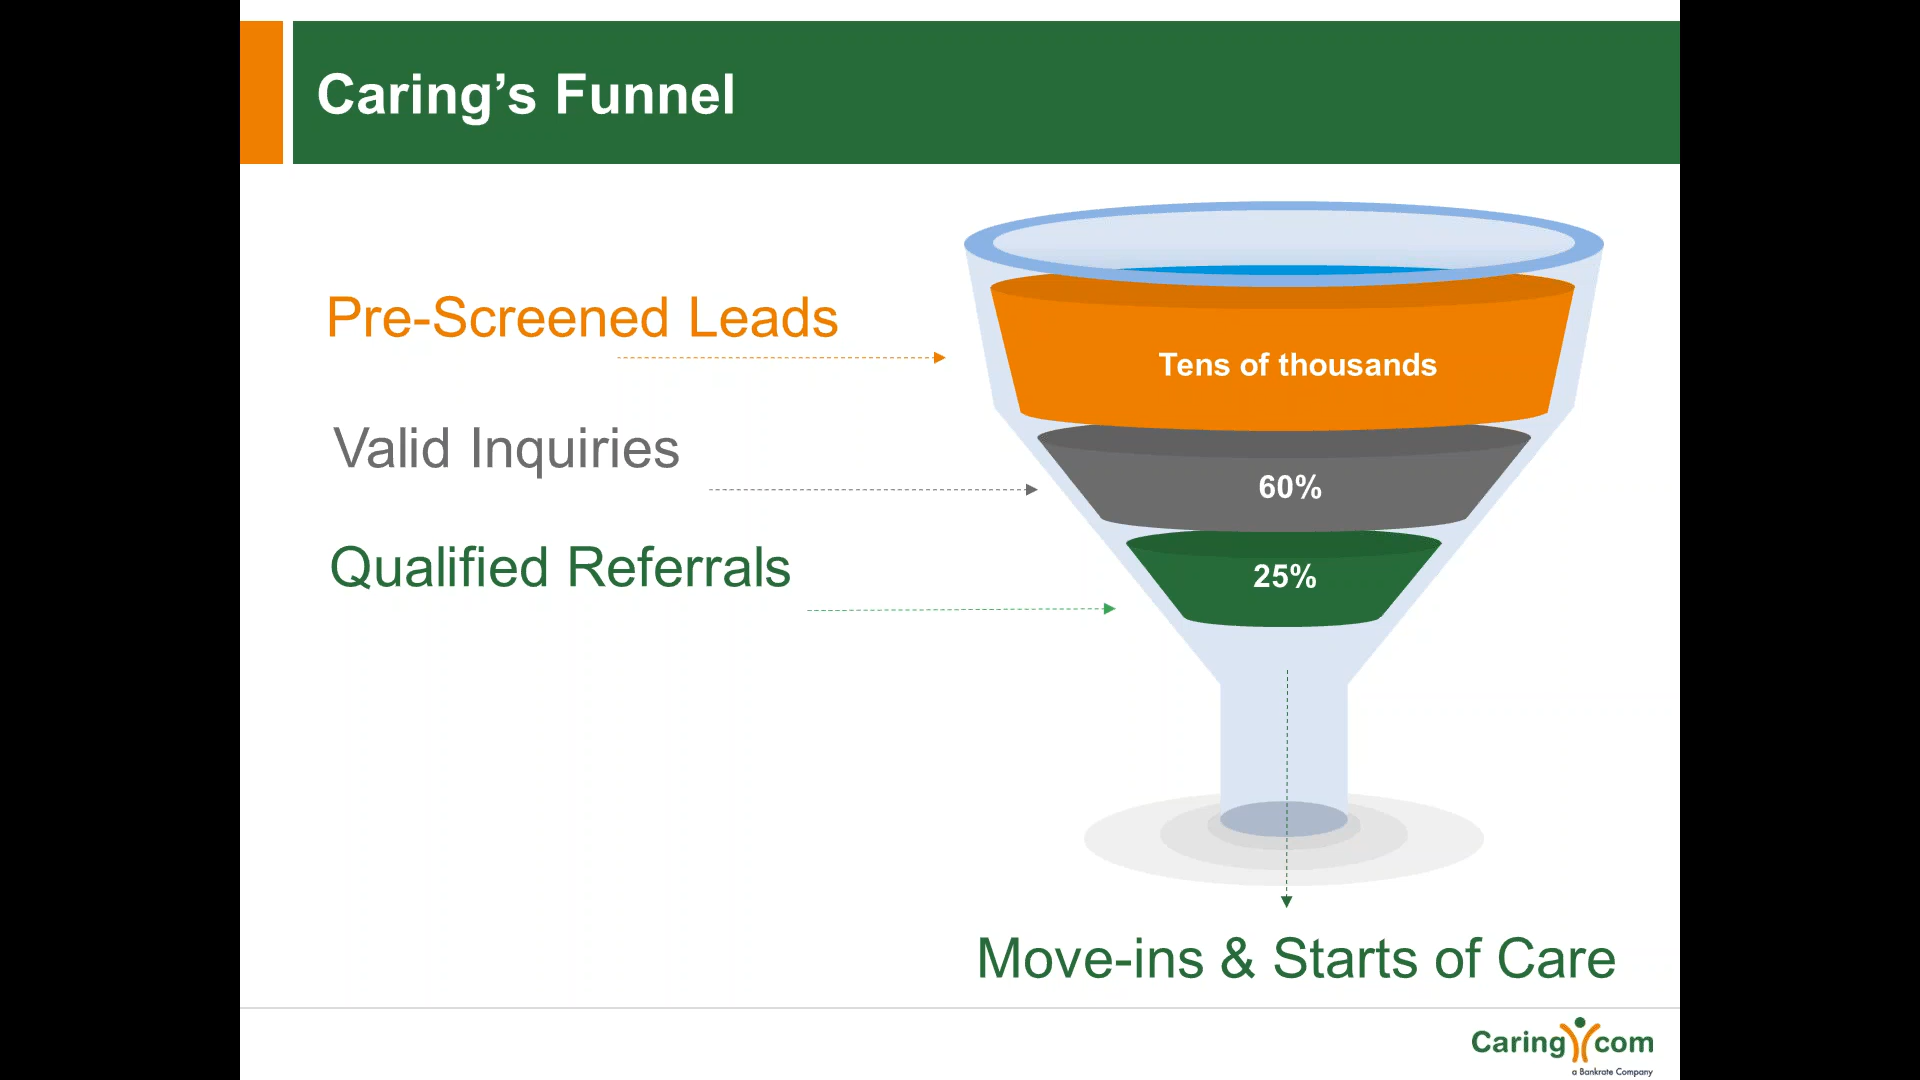 Caring’s Funnel
Pre-Screened Leads
Tens of thousands
Valid Inquiries
60%
Qualified Referrals
25%
Move-ins & Starts of Care
Caring com
a Bankrate Company